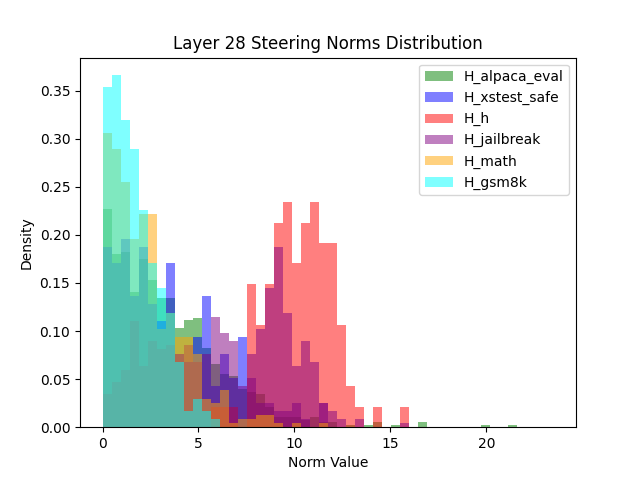 Layer 28 Steering Norms Distribution
H_alpaca_eval
H_xstest_safe
H_h
H_jailbreak
H_math
H_gsm8k
0.35
0.30
0.25
0.20
0.15
0.10
0.05
0.00
Density
0 5 10 15 20
Norm Value